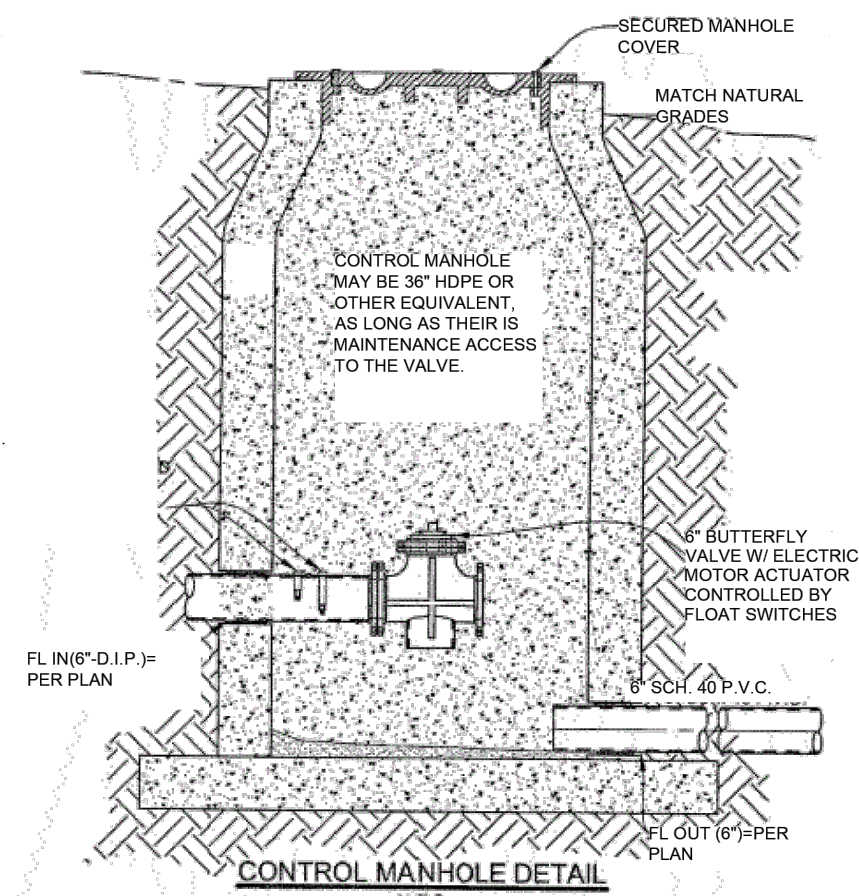 SECURED MANHOLE
COVER
MATCH NATURAL
GRADES
CONTROL MANHOLE
MAY BE 36" HDPE OR
OTHER EQUIVALENT,
AS LONG AS THEIR IS
MAINTENANCE ACCESS
TO THE VALVE.
6" BUTTERFLY
VALVE W/ ELECTRIC
MOTOR ACTUATOR
CONTROLLED BY
FLOAT SWITCHES
FL IN(6"-D.I.P.)=
PER PLAN
6" SCH. 40 P.V.C.
FL OUT (6")=PER
PLAN
CONTROL MANHOLE DETAIL